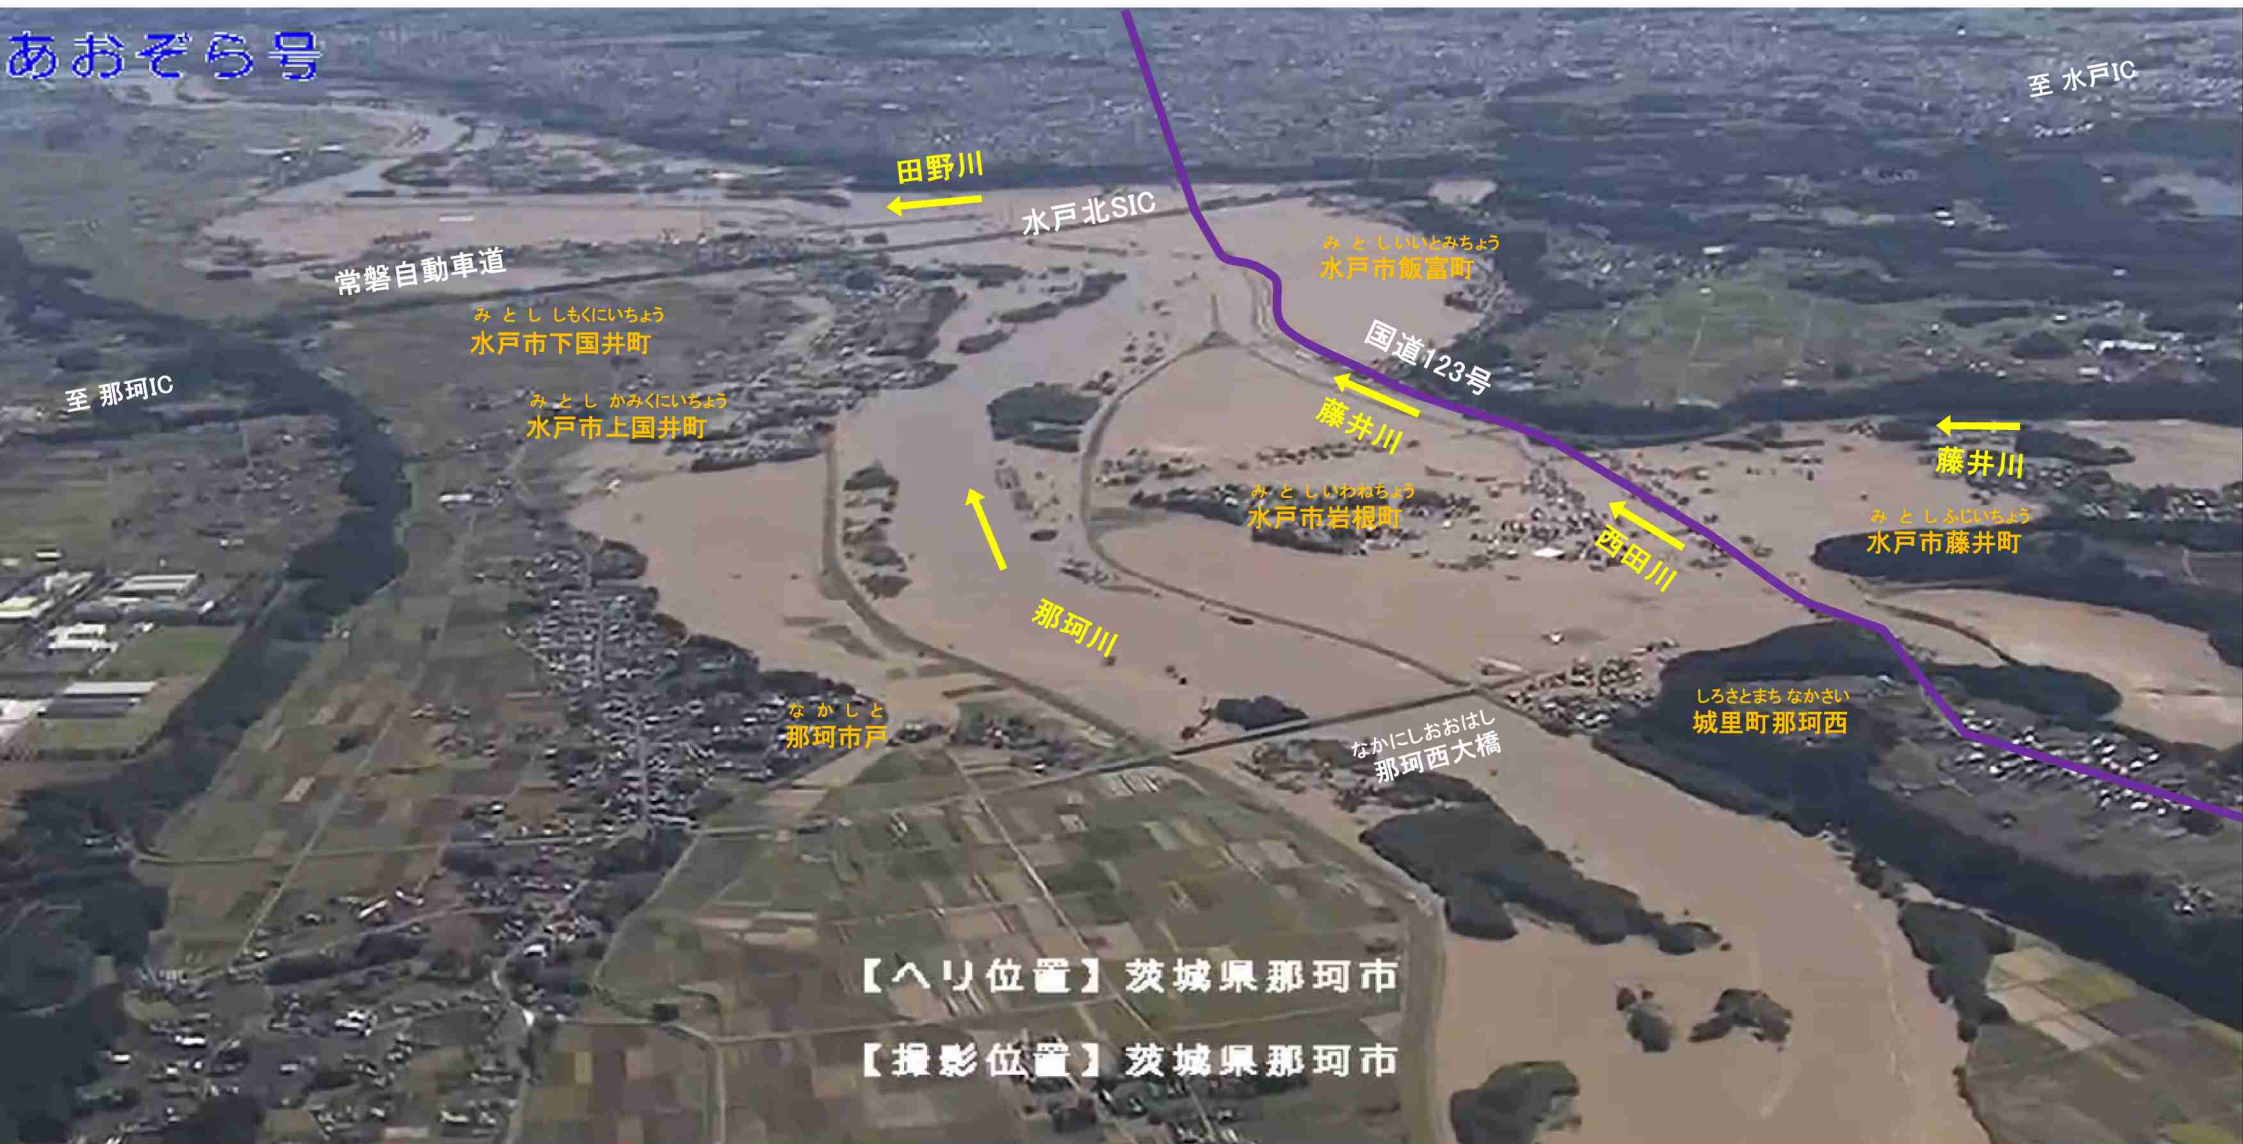 あおぞら号
至 水戸IC
田野川
水戸北SIC
常磐自動車道
み と し いいとみちょう
水戸市飯富町
み と し しもくにいちょう
水戸市下国井町
国道123号
至 那珂IC
み と し かみくにいちょう
水戸市上国井町
藤井川
藤井川
み と し いわねちょう
水戸市岩根町
み と し ふじいちょう
水戸市藤井町
西田川
那珂川
な か し と
那珂市戸
しろさとまち なかさい
城里町那珂西
なかにしおおはし
那珂西大橋
【ヘリ位置】茨城県那珂市
【撮影位置】茨城県那珂市